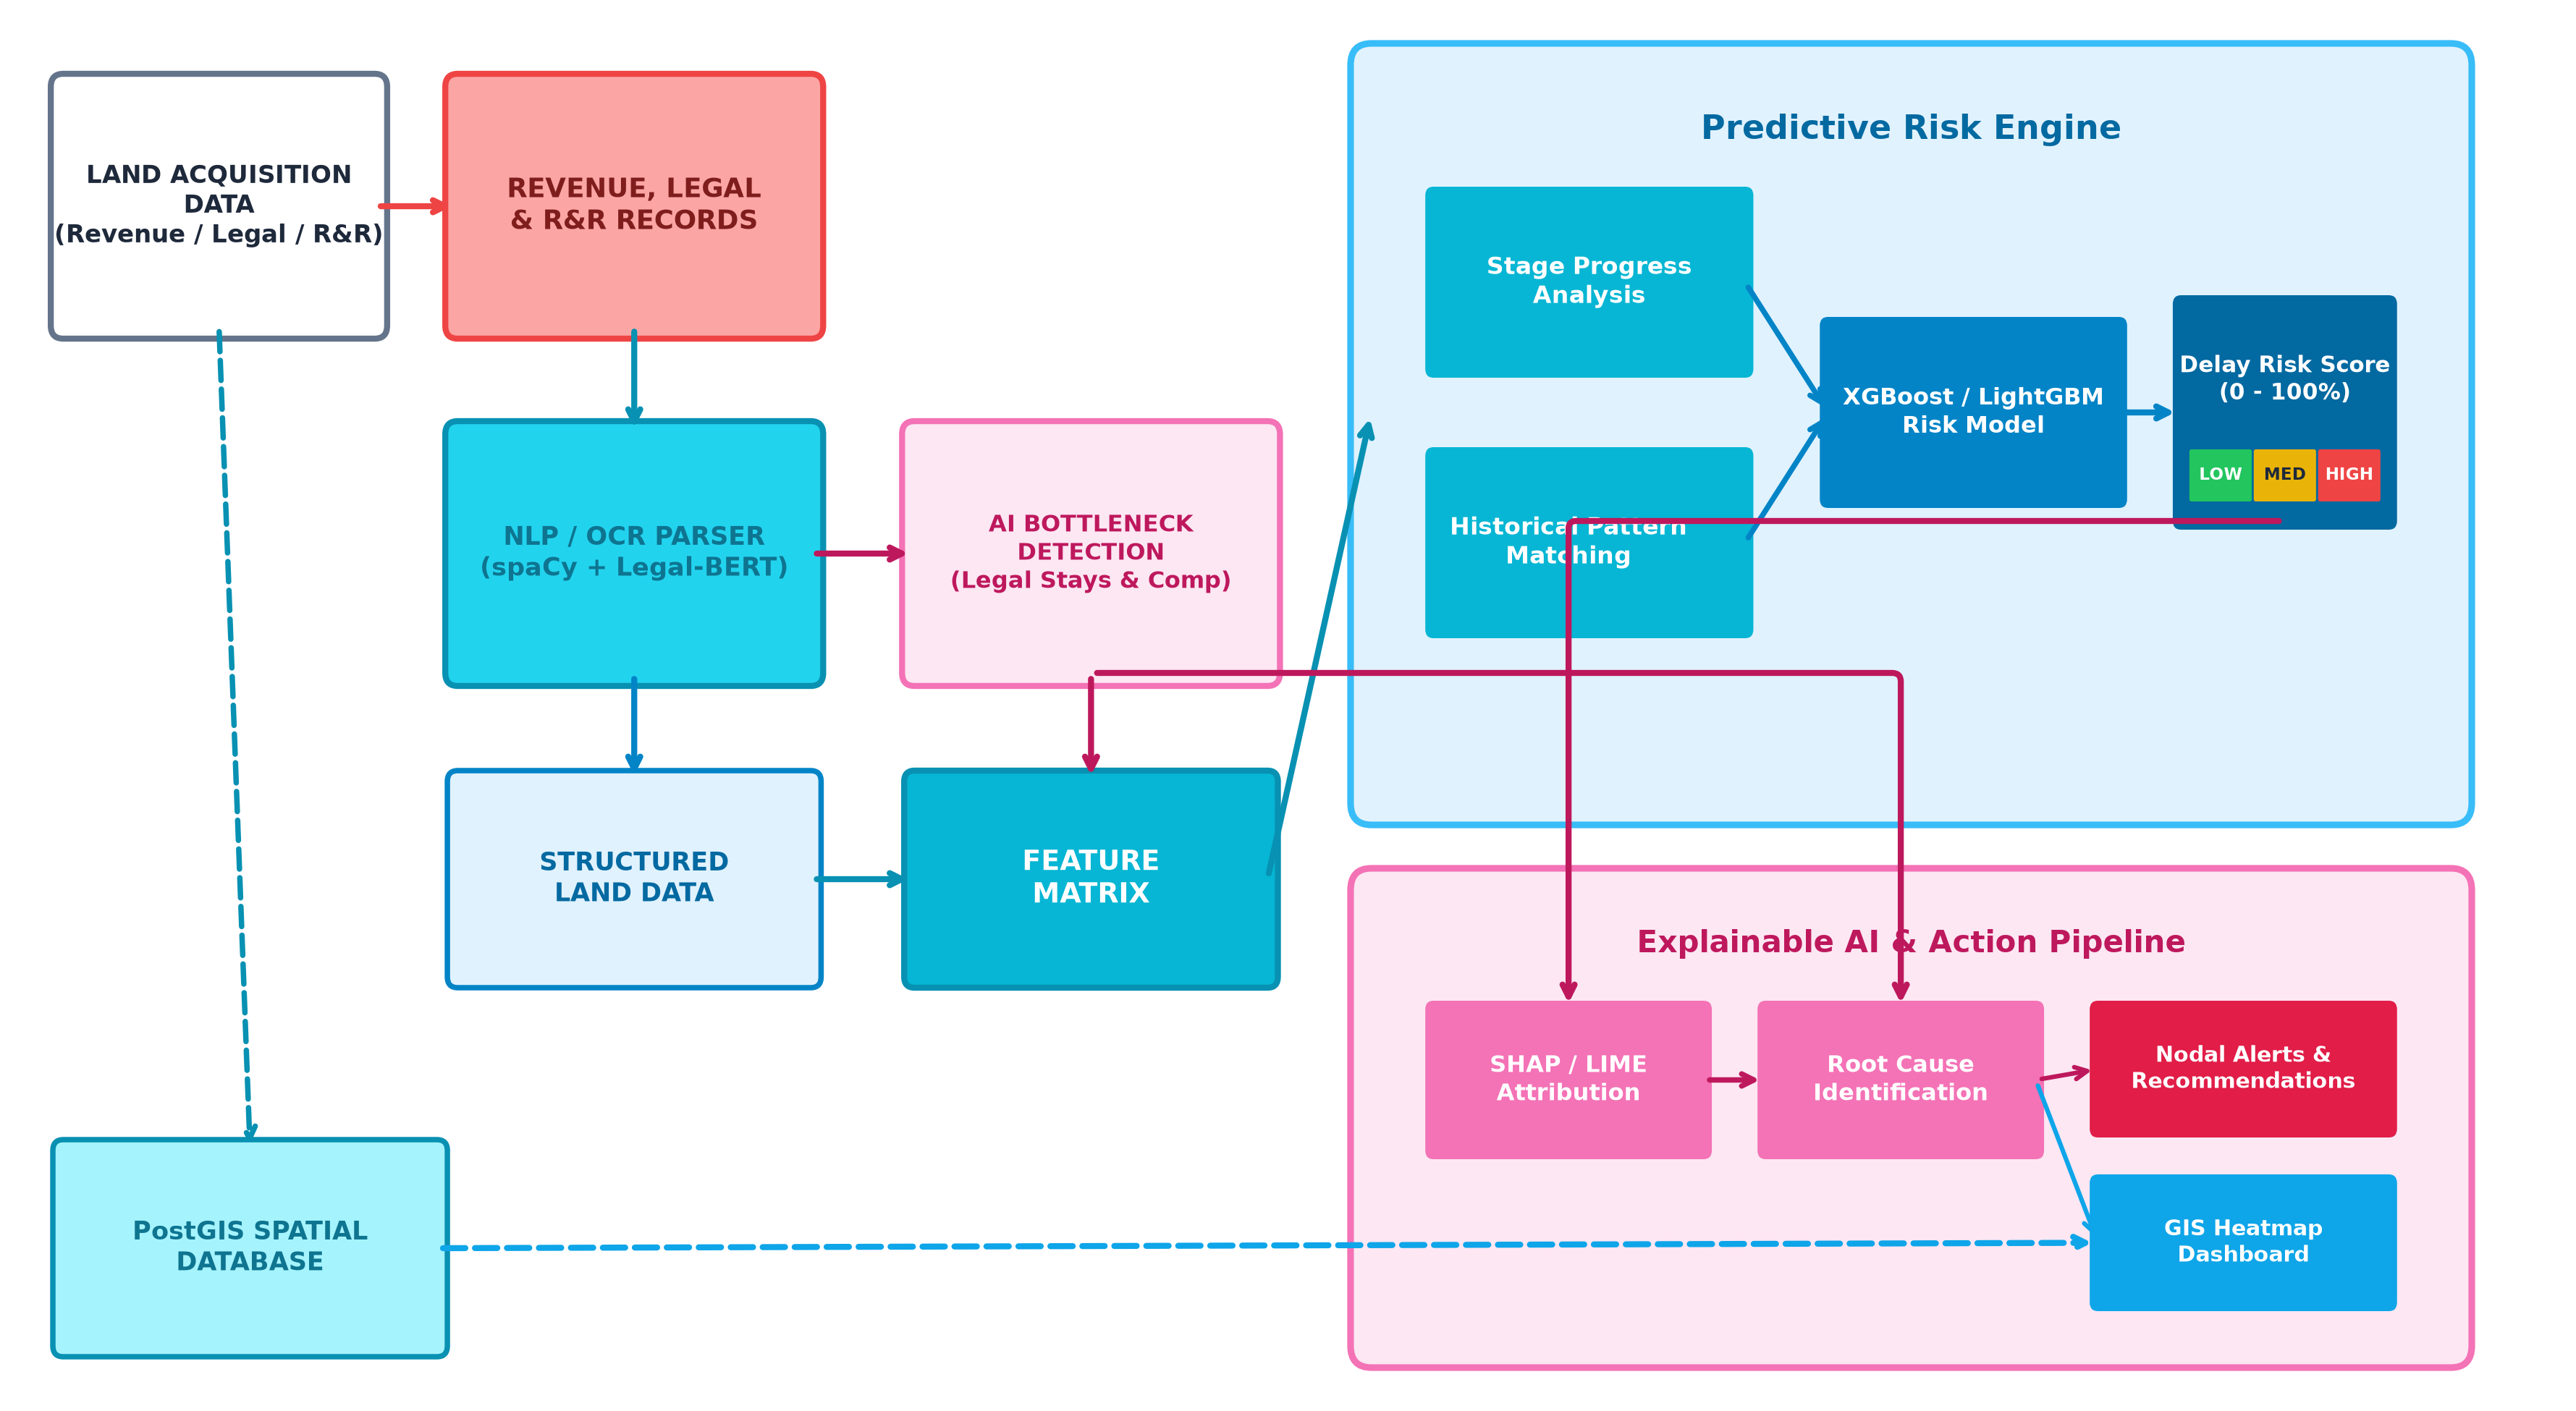 LAND ACQUISITION
DATA
(Revenue / Legal / R&R)
REVENUE, LEGAL
& R&R RECORDS
NLP / OCR PARSER
(spaCy + Legal-BERT)
AI BOTTLENECK
DETECTION
(Legal Stays & Comp)
STRUCTURED
LAND DATA
FEATURE
MATRIX
PostGIS SPATIAL
DATABASE
Predictive Risk Engine
Stage Progress
Analysis
Historical Pattern
Matching
XGBoost / LightGBM
Risk Model
Delay Risk Score
(0 - 100%)
LOW MED HIGH
Explainable AI & Action Pipeline
SHAP / LIME
Attribution
Root Cause
Identification
Nodal Alerts &
Recommendations
GIS Heatmap
Dashboard